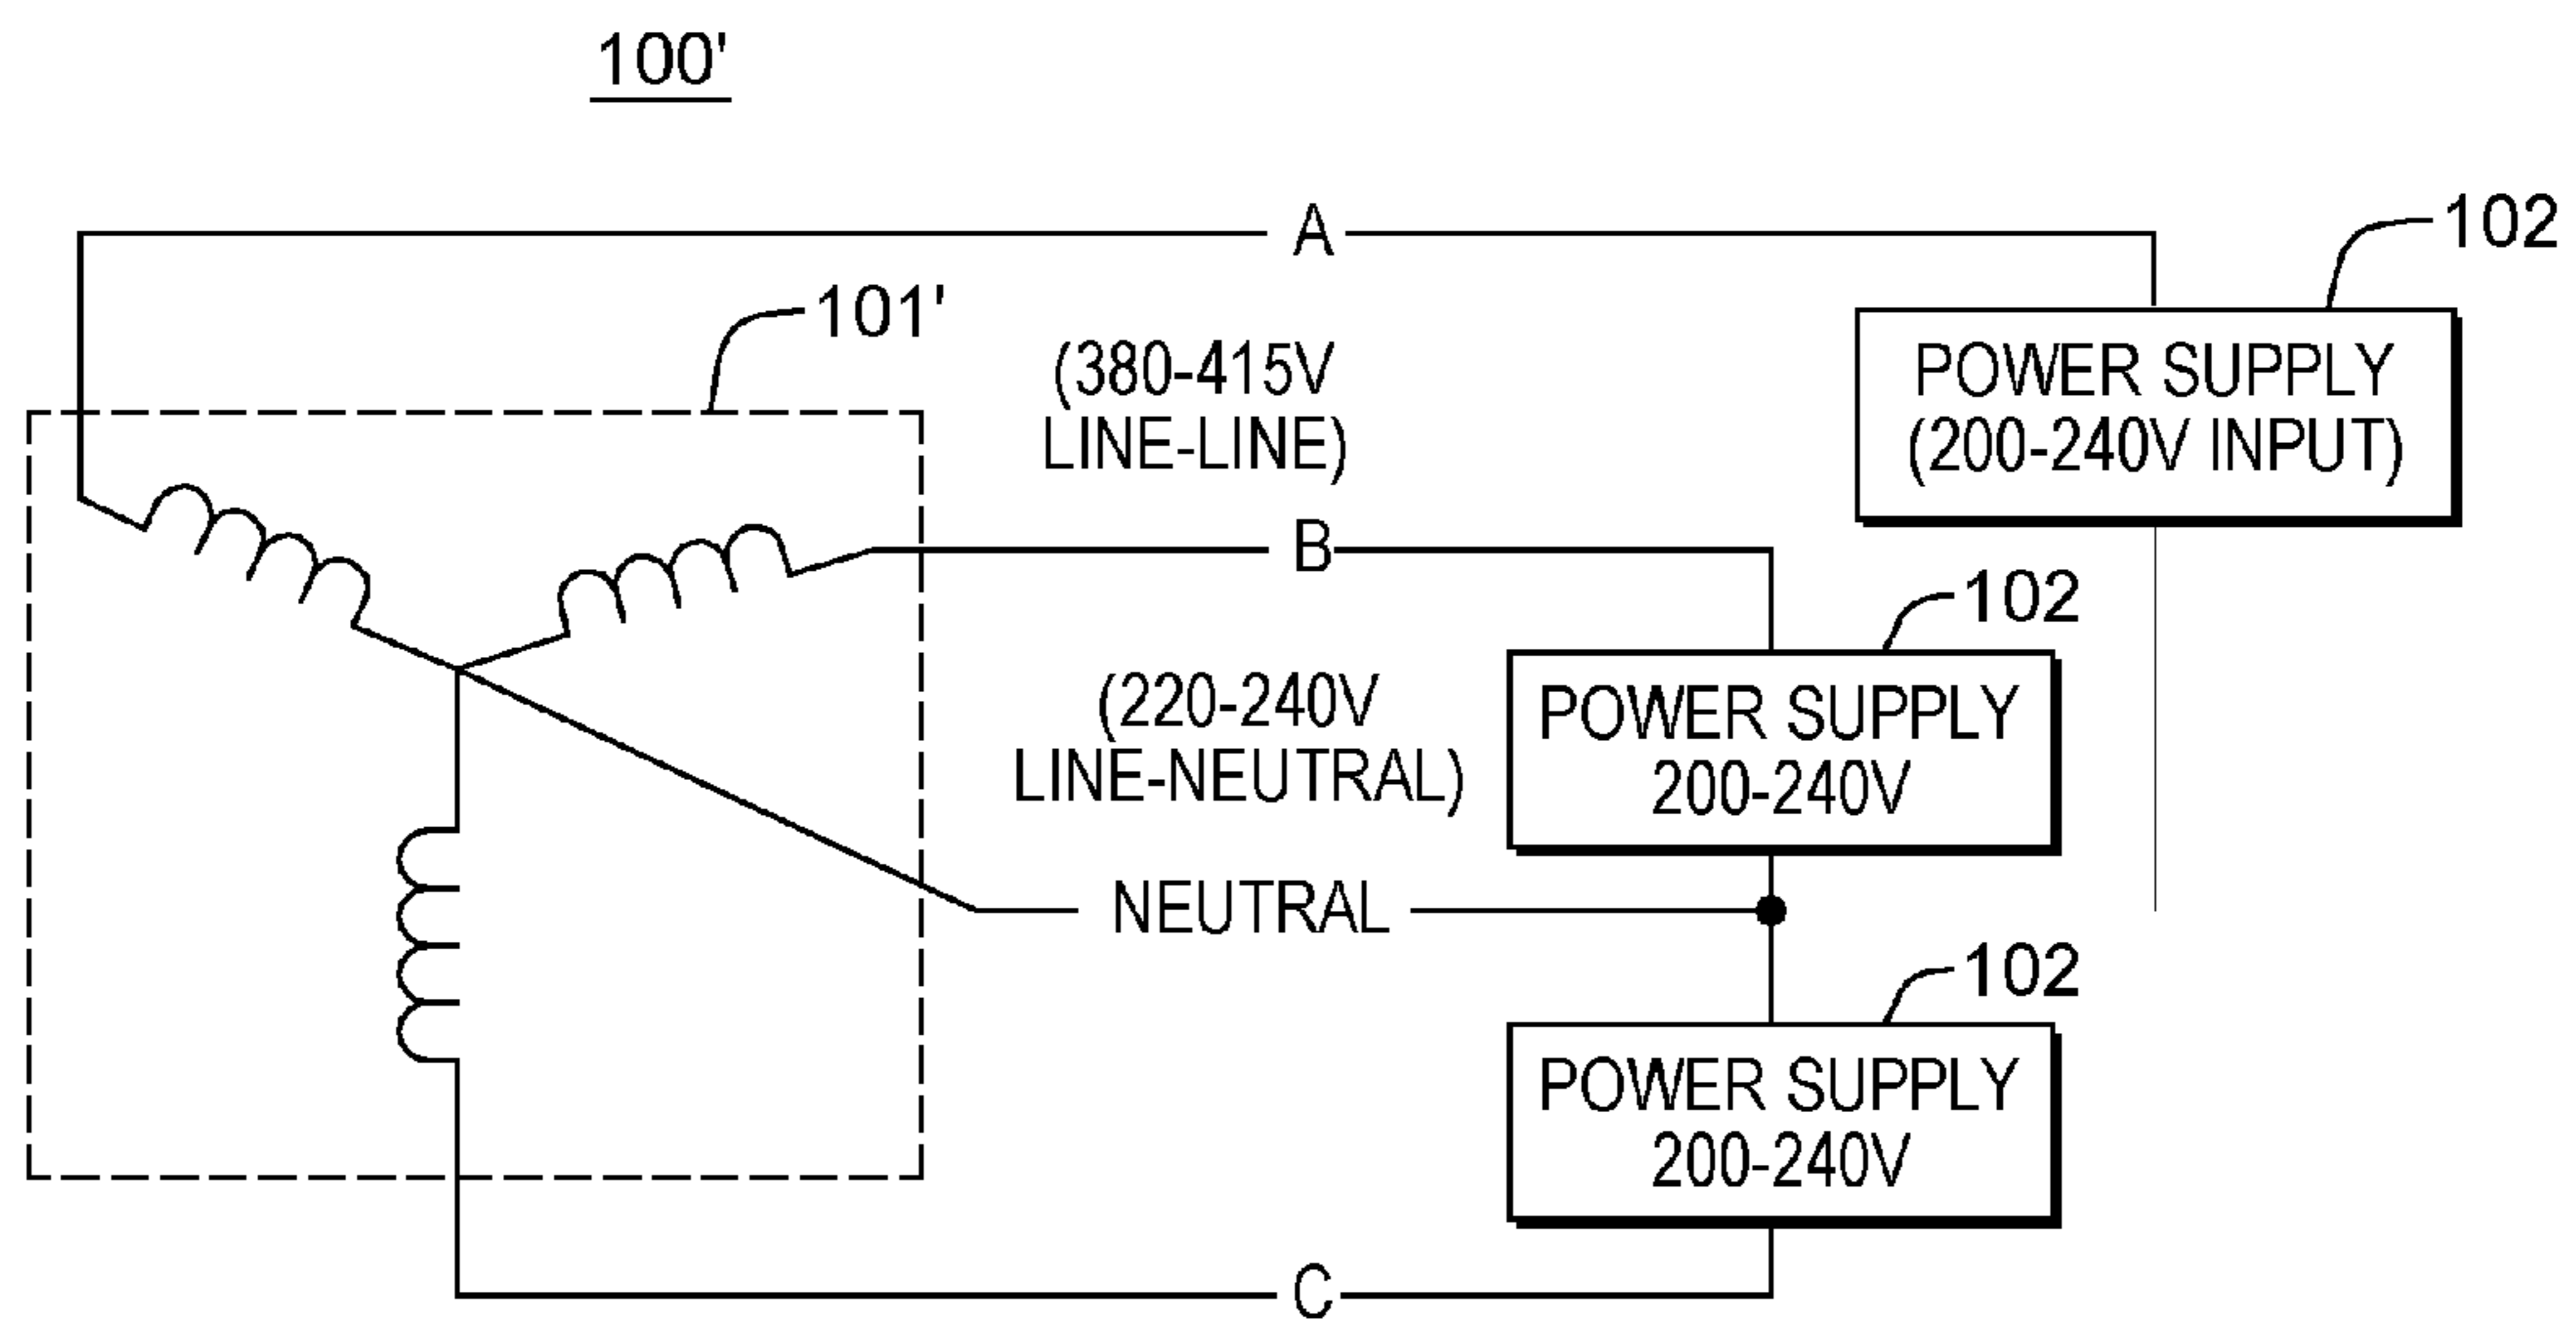 100'
A
102
101'
(380-415V
LINE-LINE)
POWER SUPPLY
(200-240V INPUT)
B
102
(220-240V
LINE-NEUTRAL)
POWER SUPPLY
200-240V
NEUTRAL
102
POWER SUPPLY
200-240V
C